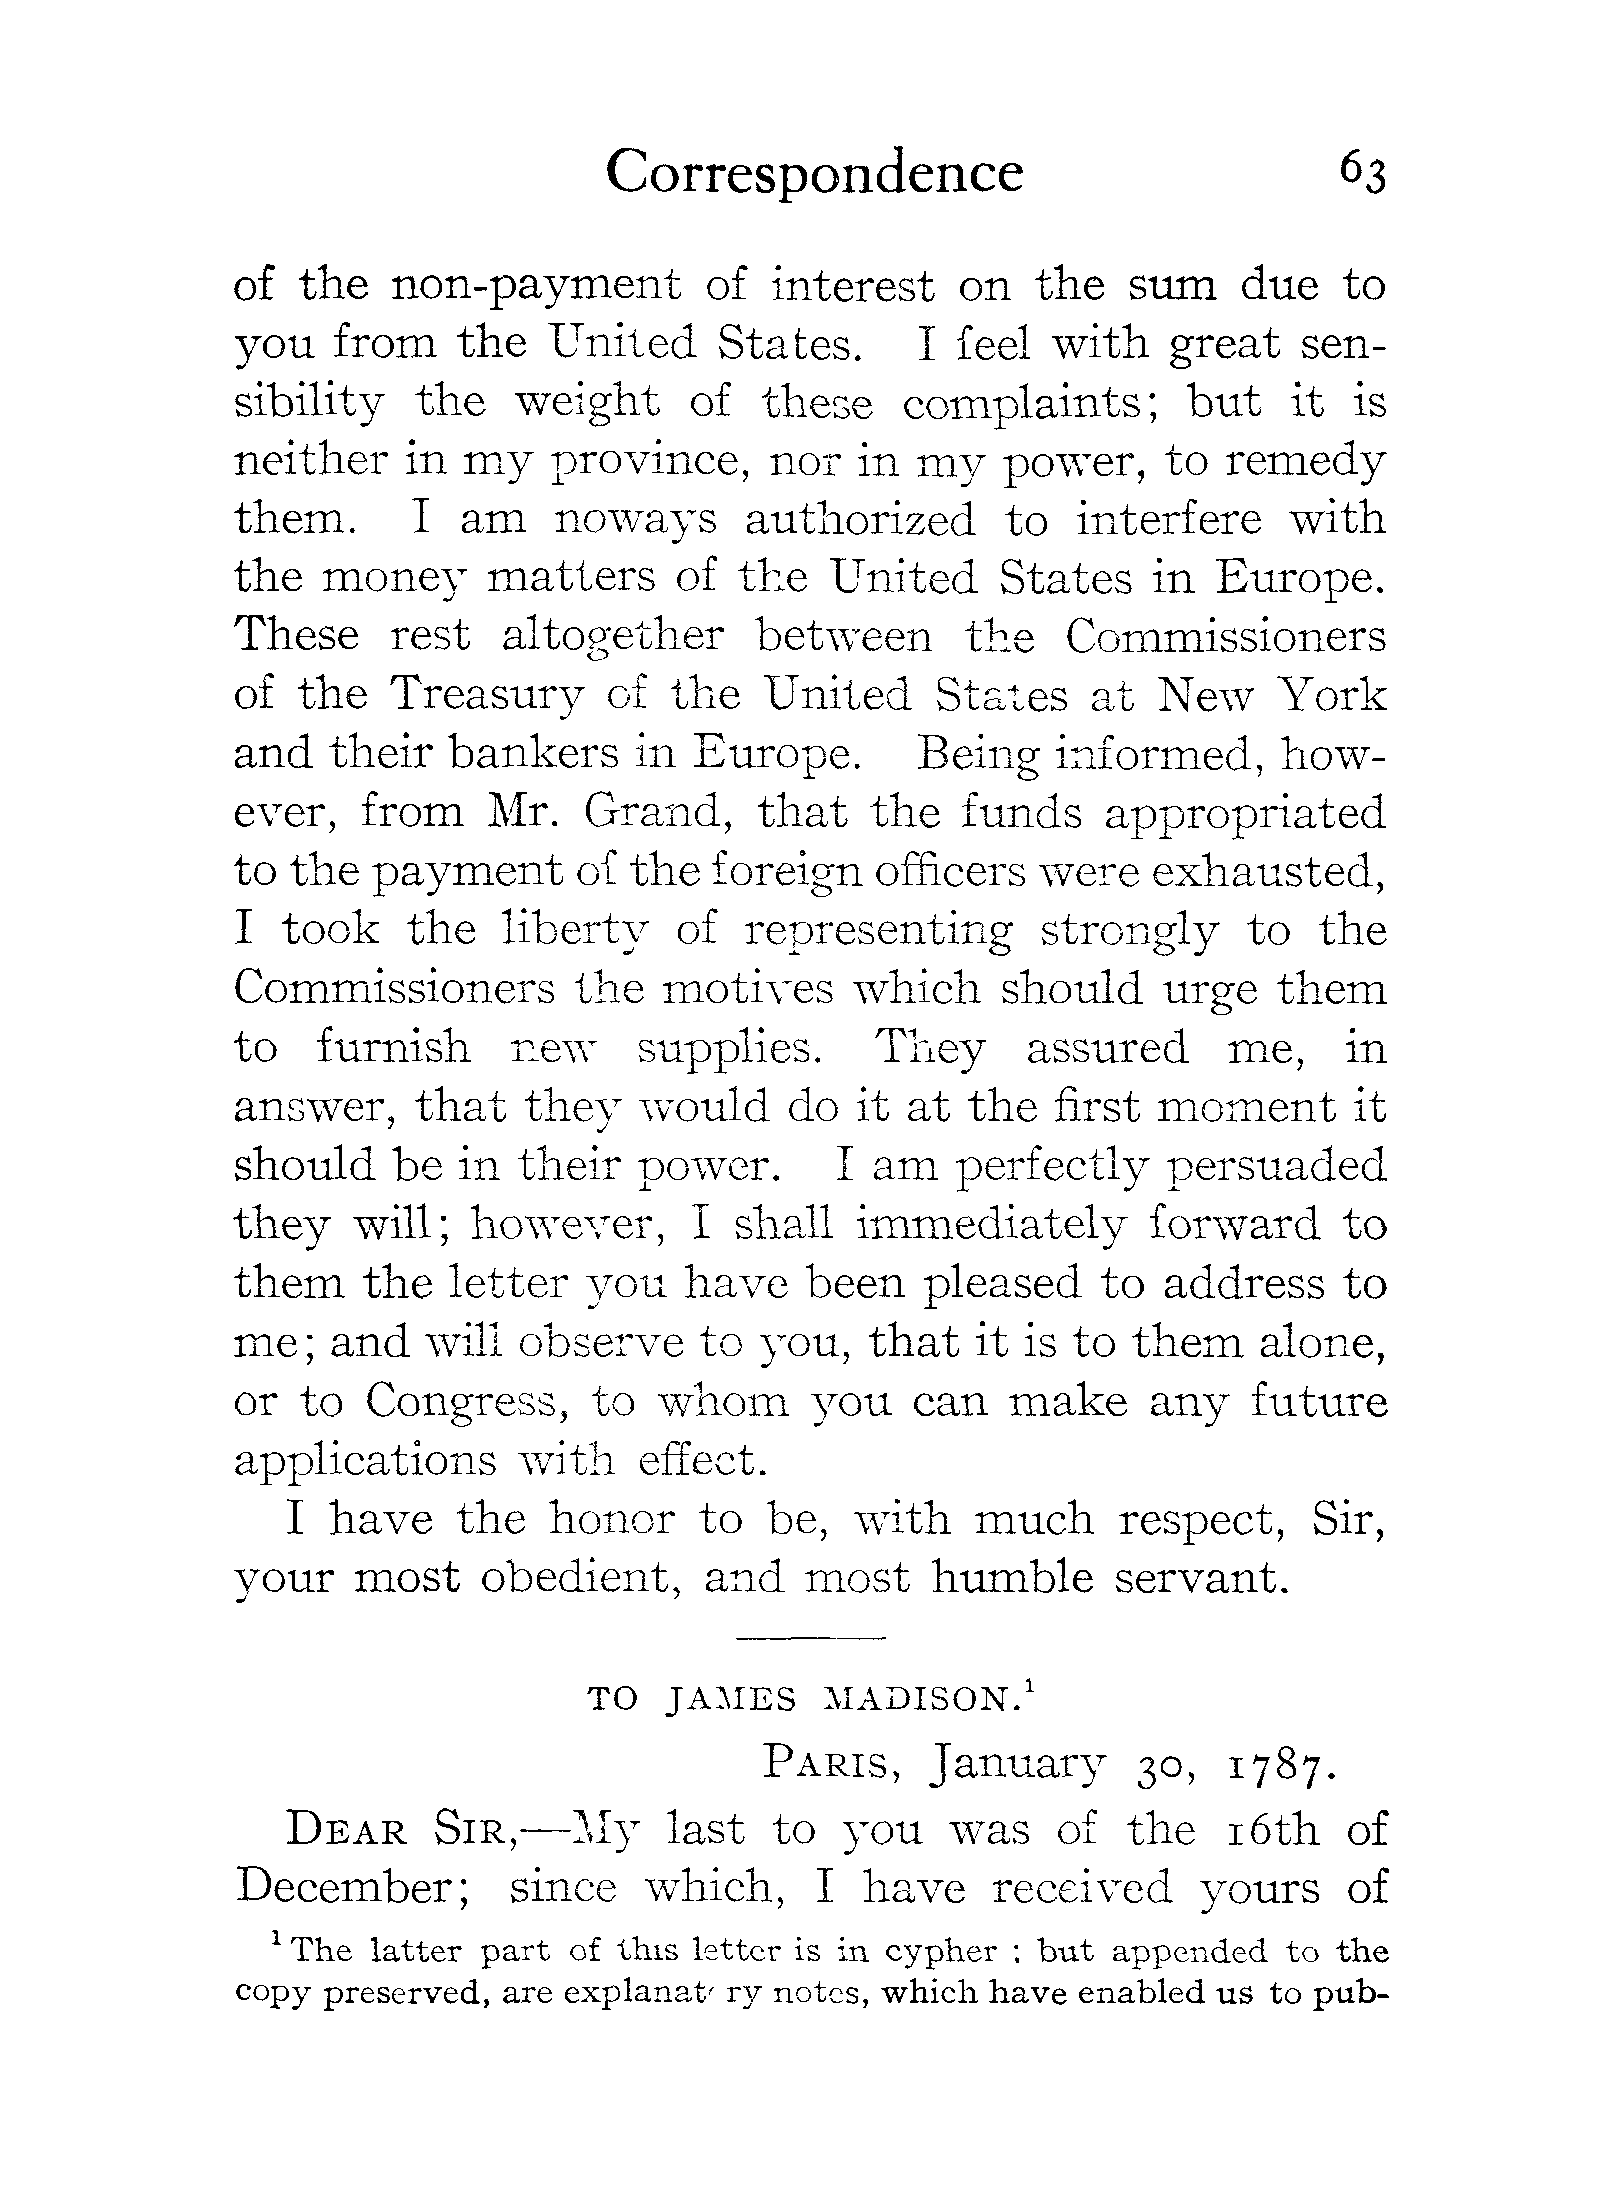 Correspondence 63
of the non-payment of interest on the sum due to
you from the United States. I feel with great sen-
sibility the weight of these complaints; but it is
neither in my province, nor in my power, to remedy
them. I am noways authorized to interfere with
the money matters of the United States in Europe.
These rest altogether between the Commissioners
of the Treasury of the United States at New York
and their bankers in Europe. Being informed, how-
ever, from Mr. Grand, that the funds appropriated
to the payment of the foreign officers were exhausted,
I took the liberty of representing strongly to the
Commissioners the motives which should urge them
to furnish new supplies. They assured me, in
answer, that they would do it at the first moment it
should be in their power. I am perfectly persuaded
they will; however, I shall immediately forward to
them the letter you have been pleased to address to
me; and will observe to you, that it is to them alone,
or to Congress, to whom you can make any future
applications with effect.
I have the honor to be, with much respect, Sir,
your most obedient, and most humble servant.
TO JAMES MADISON.¹
PARIS, January 30, 1787.
DEAR SIR,—My last to you was of the 16th of
December; since which, I have received yours of
¹ The latter part of this letter is in cypher ; but appended to the
copy preserved, are explanatory notes, which have enabled us to pub-